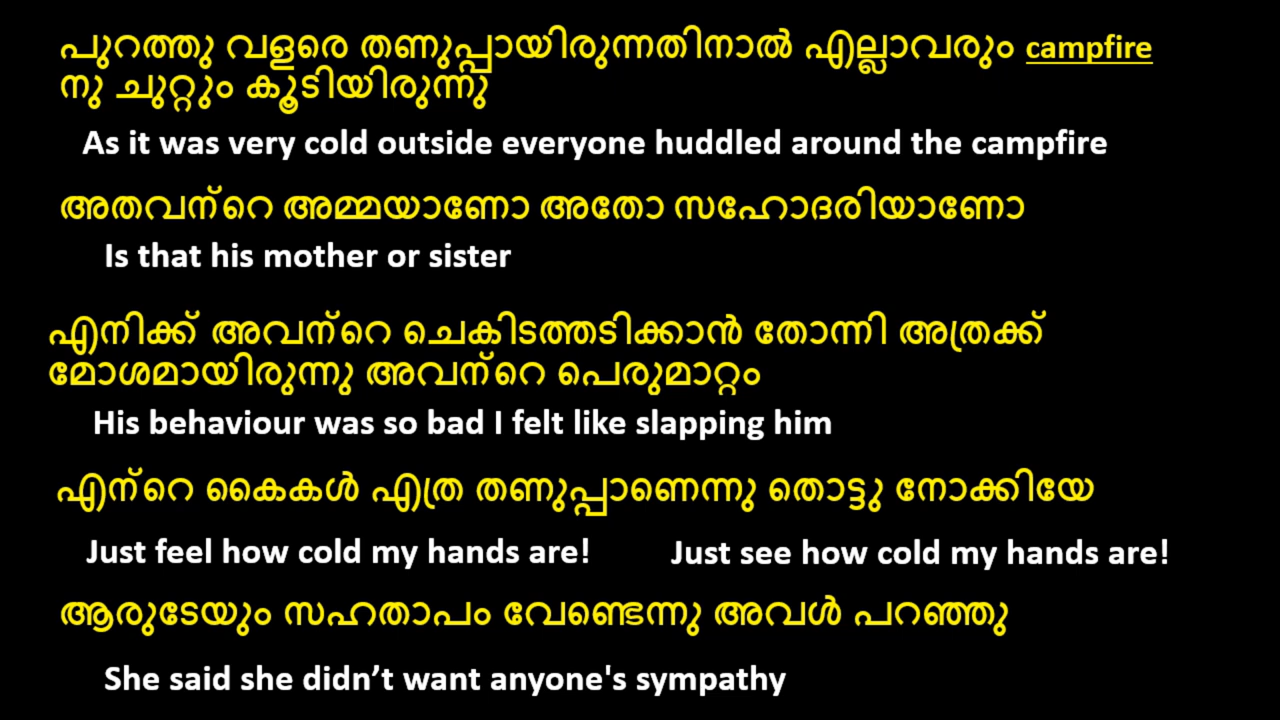 പുറത്തു വളരെ തണുപ്പായിരുന്നതിനാൽ എല്ലാവരും campfire
നു ചുറ്റും കൂടിയിരുന്നു
As it was very cold outside everyone huddled around the campfire
അതവന്റെ അമ്മയാണോ അതോ സഹോദരിയാണോ
Is that his mother or sister
എനിക്ക് അവന്റെ ചെകിടത്തടിക്കാൻ തോന്നി അത്രക്ക്
മോശമായിരുന്നു അവന്റെ പെരുമാറ്റം
His behaviour was so bad I felt like slapping him
എന്റെ കൈകൾ എത്ര തണുപ്പാണെന്നു തൊട്ടു നോക്കിയേ
Just feel how cold my hands are! Just see how cold my hands are!
ആരുടേയും സഹതാപം വേണ്ടെന്നു അവൾ പറഞ്ഞു
She said she didn’t want anyone's sympathy